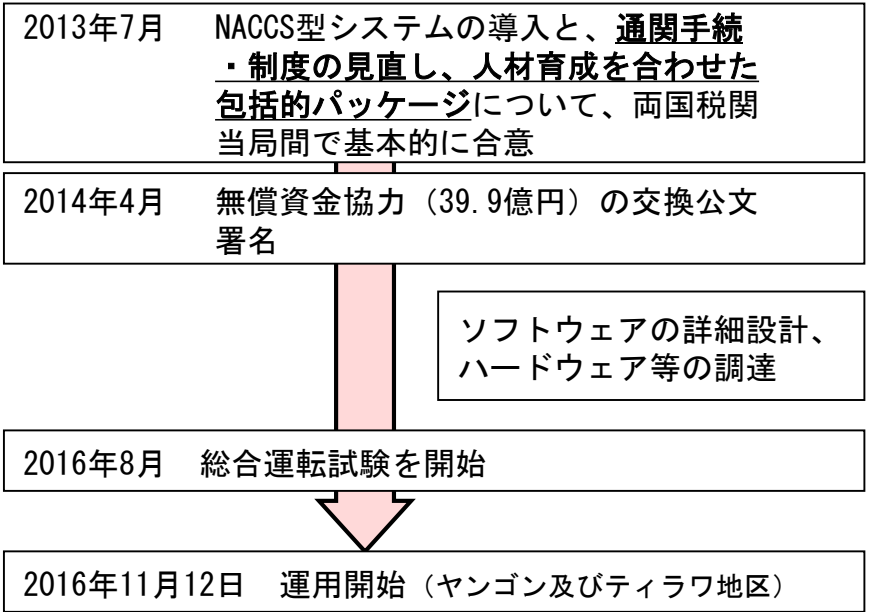 2013年7月　NACCS型システムの導入と、通関手続
・制度の見直し、人材育成を合わせた
包括的パッケージについて、両国税関
当局間で基本的に合意
2014年4月　無償資金協力（39.9億円）の交換公文
署名
ソフトウェアの詳細設計、
ハードウェア等の調達
2016年8月　総合運転試験を開始
2016年11月12日　運用開始（ヤンゴン及びティラワ地区）